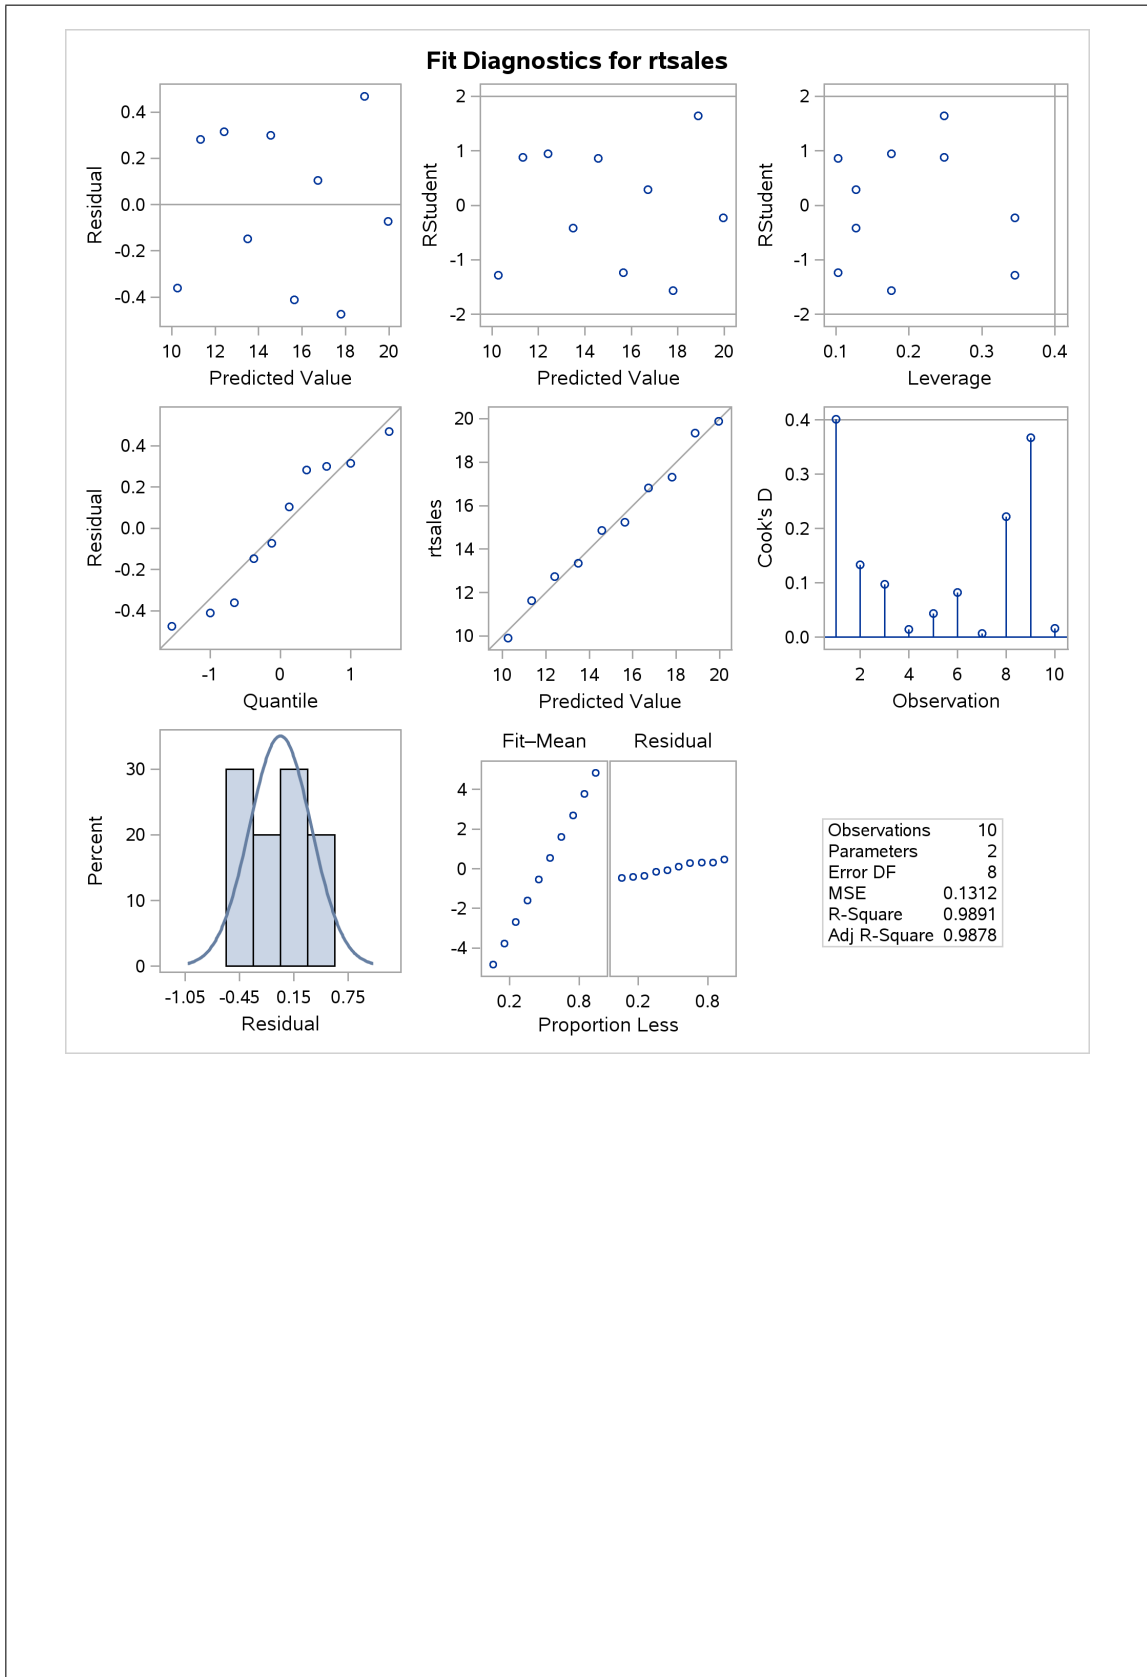 Fit Diagnostics for rtsales
0.4
0.2
0.0
-0.2
-0.4
Residual
10 12 14 16 18 20
Predicted Value
2
1
0
-1
-2
RStudent
10 12 14 16 18 20
Predicted Value
2
1
0
-1
-2
RStudent
0.1 0.2 0.3 0.4
Leverage
0.4
0.2
0.0
-0.2
-0.4
Residual
-1 0 1
Quantile
20
18
16
14
12
10
rtsales
10 12 14 16 18 20
Predicted Value
0.4
0.3
0.2
0.1
0.0
Cook's D
2 4 6 8 10
Observation
30
20
10
0
Percent
-1.05 -0.45 0.15 0.75
Residual
Fit–Mean Residual
4
2
0
-2
-4
0.2 0.8 0.2 0.8
Proportion Less
Observations 10
Parameters 2
Error DF 8
MSE 0.1312
R-Square 0.9891
Adj R-Square 0.9878